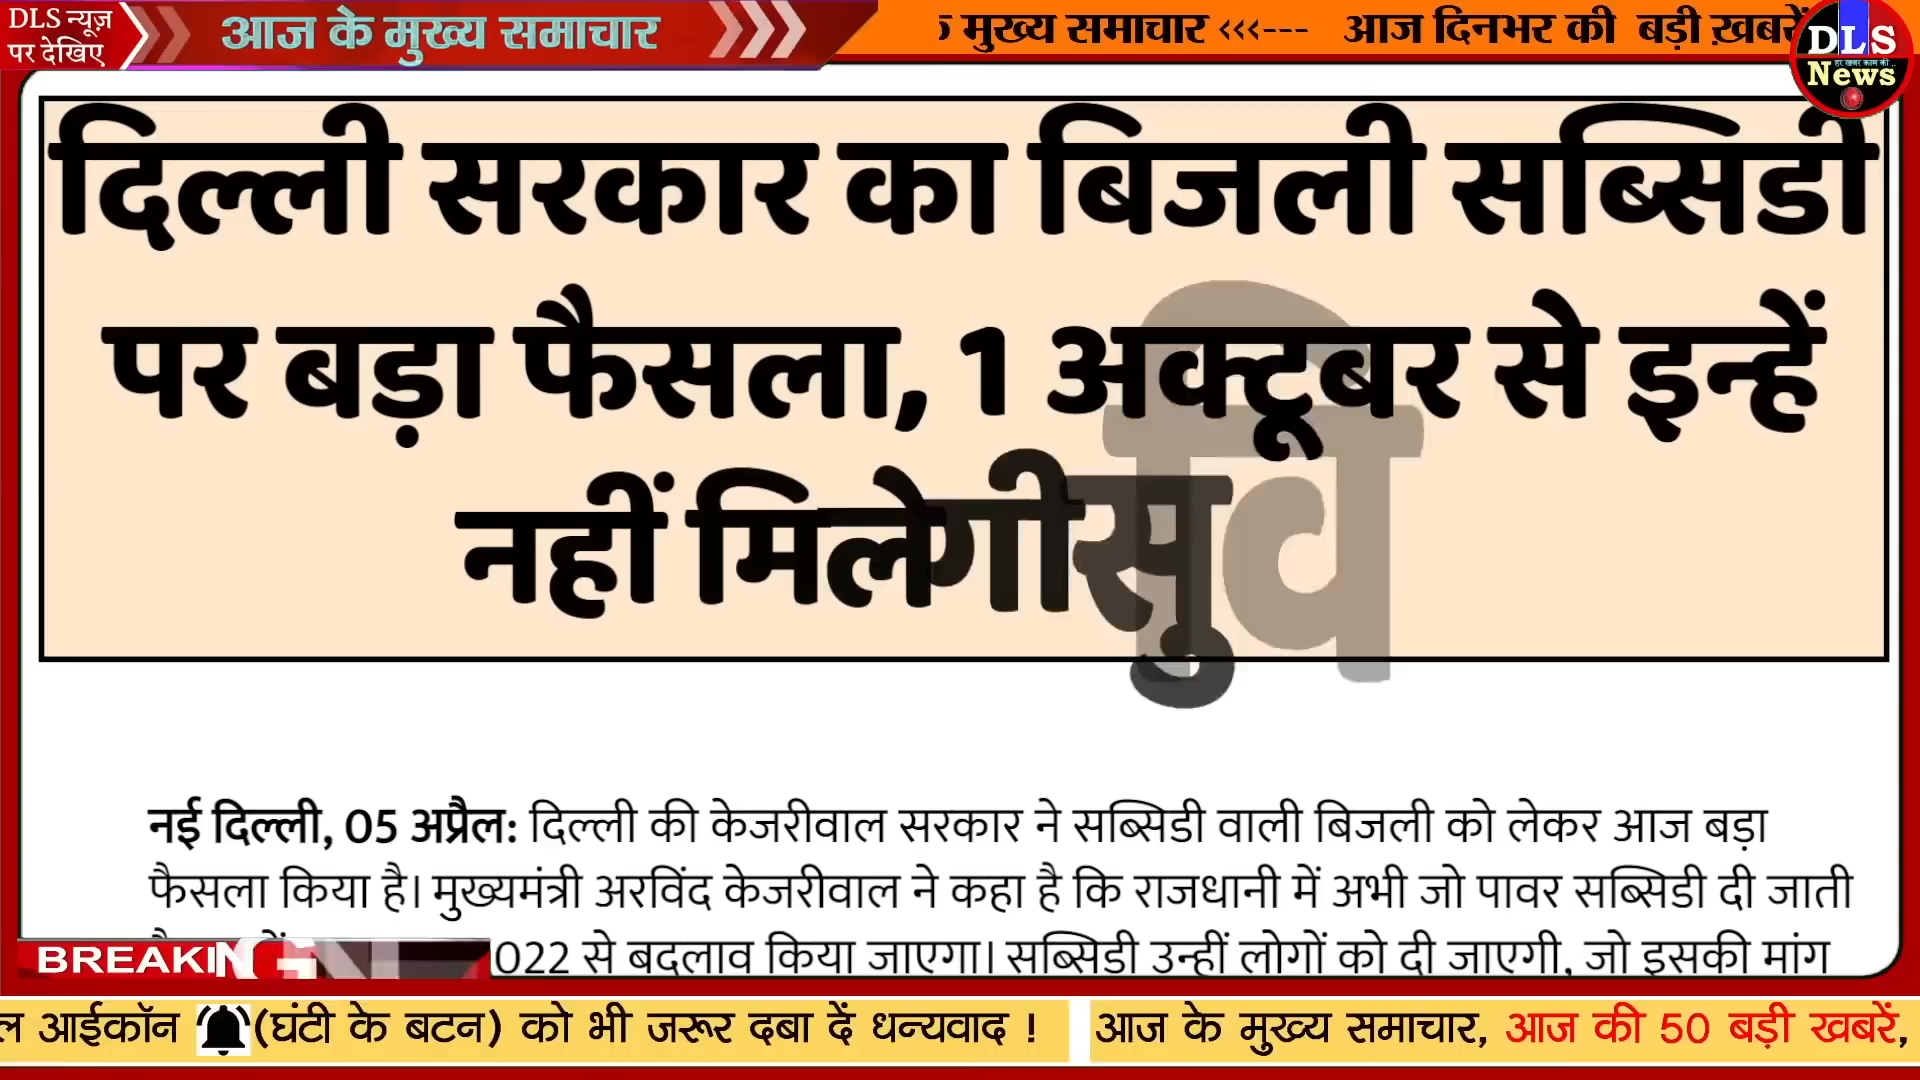 DLS न्यूज़
पर देखिए
आज के मुख्य समाचार
मुख्य समाचार <<<--- आज दिनभर की बड़ी ख़बरें
DLS
News
दिल्ली सरकार का बिजली सब्सिडी
पर बड़ा फैसला, 1 अक्टूबर से इन्हें
नहीं मिलेगी सुवि
नई दिल्ली, 05 अप्रैल: दिल्ली की केजरीवाल सरकार ने सब्सिडी वाली बिजली को लेकर आज बड़ा
फैसला किया है। मुख्यमंत्री अरविंद केजरीवाल ने कहा है कि राजधानी में अभी जो पावर सब्सिडी दी जाती
022 से बदलाव किया जाएगा। सब्सिडी उन्हीं लोगों को दी जाएगी, जो इसकी मांग
BREAKING
ल आईकॉन (घंटी के बटन) को भी जरूर दबा दें धन्यवाद ! आज के मुख्य समाचार, आज की 50 बड़ी खबरें,